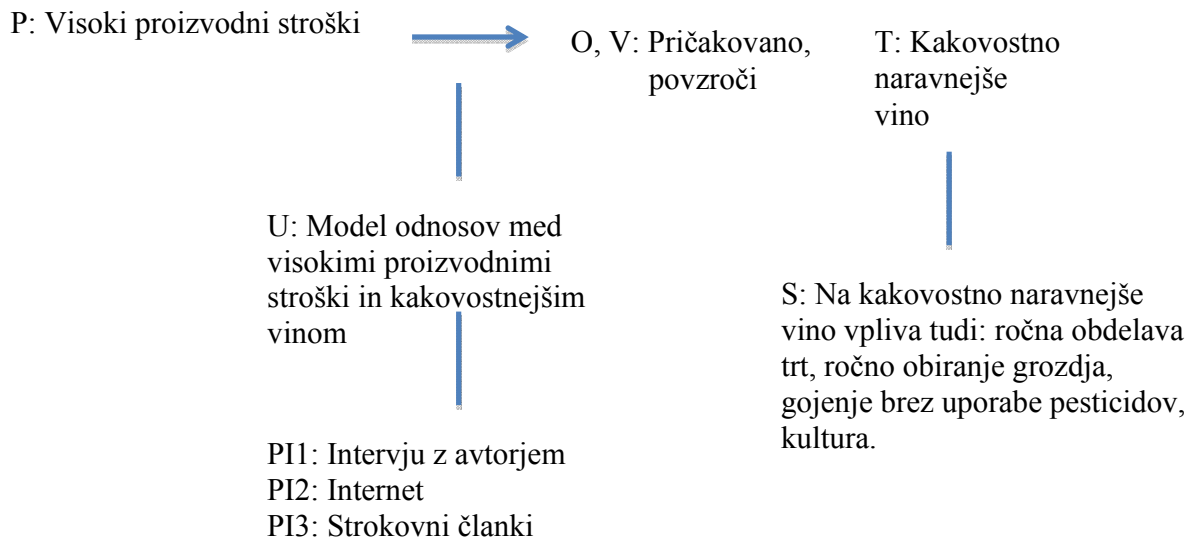 P: Visoki proizvodni stroški
O, V: Pričakovano,
povzroči
T: Kakovostno
naravnejše
vino
U: Model odnosov med
visokimi proizvodnimi
stroški in kakovostnejšim
vinom
S: Na kakovostno naravnejše
vino vpliva tudi: ročna obdelava
trt, ročno obiranje grozdja,
gojenje brez uporabe pesticidov,
kultura.
PI1: Intervju z avtorjem
PI2: Internet
PI3: Strokovni članki